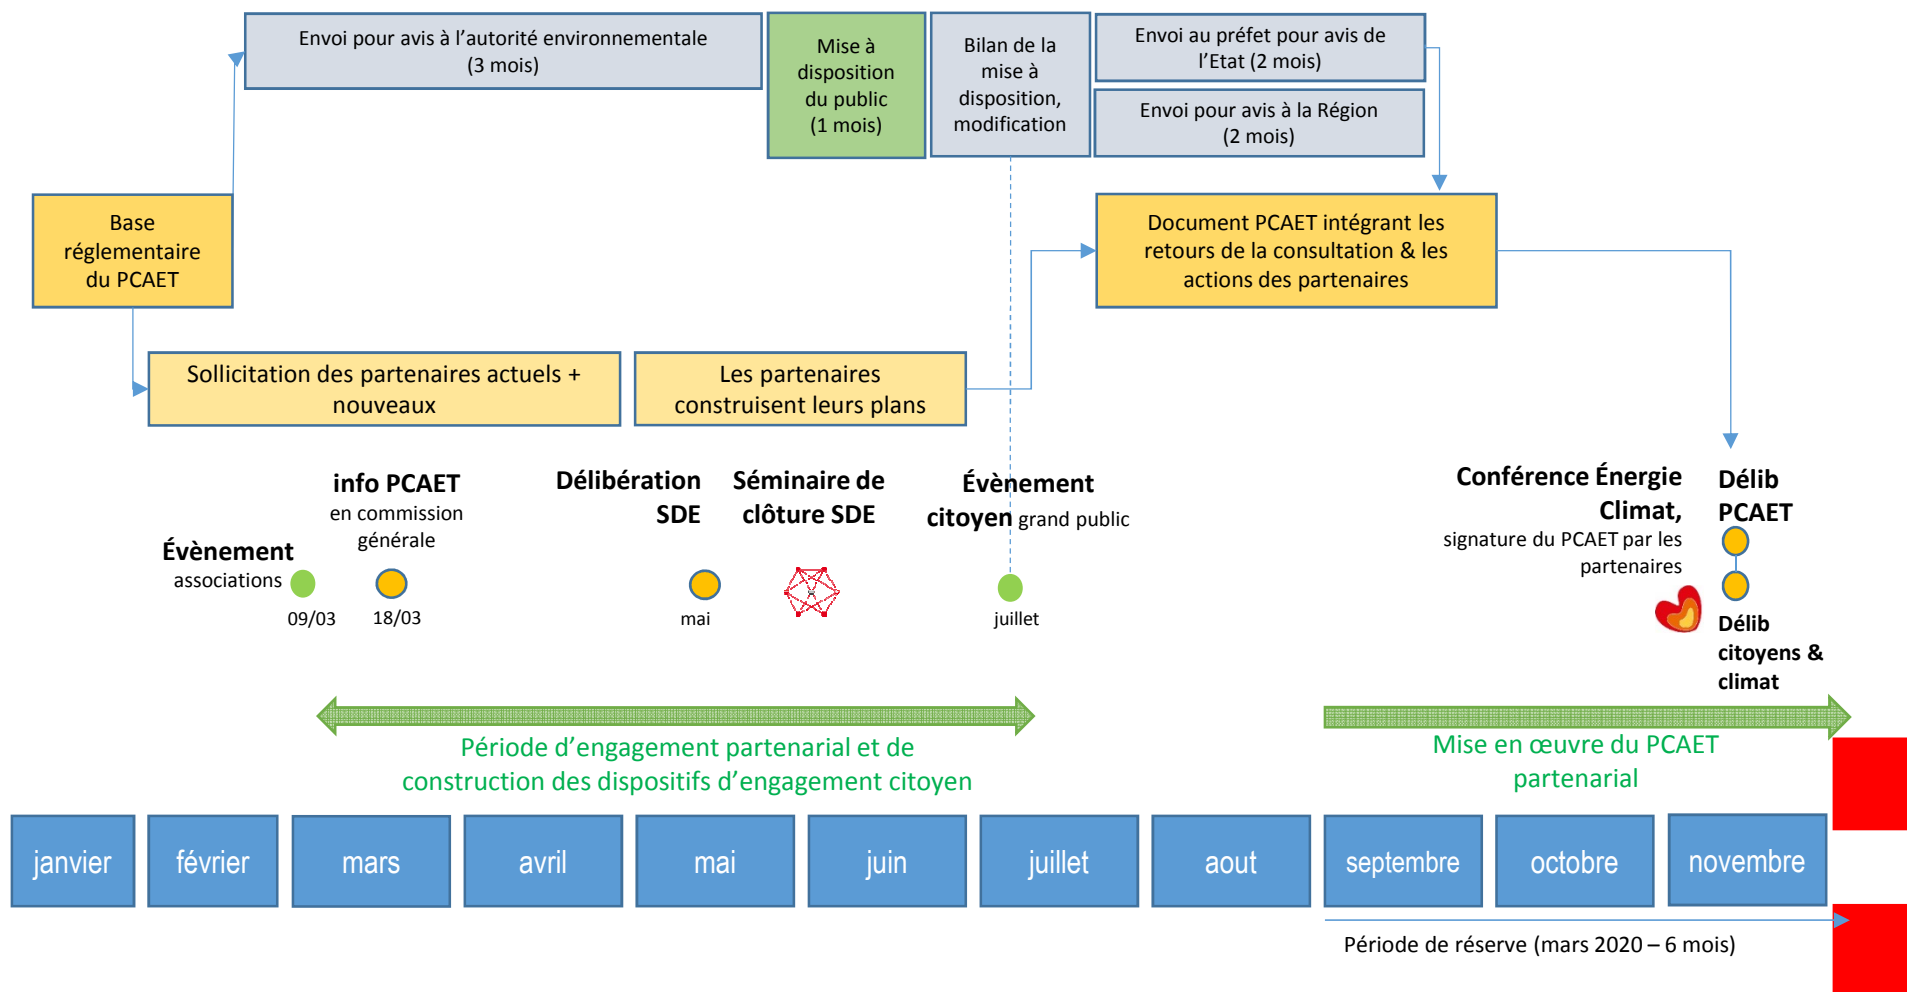 Envoi pour avis à l’autorité environnementale
(3 mois)
Mise à
disposition
du public
(1 mois)
Bilan de la
mise à
disposition,
modification
Envoi au préfet pour avis de
l’Etat (2 mois)
Envoi pour avis à la Région
(2 mois)
Base
réglementaire
du PCAET
Document PCAET intégrant les
retours de la consultation & les
actions des partenaires
Sollicitation des partenaires actuels +
nouveaux
Les partenaires
construisent leurs plans
Évènement
associations
09/03
info PCAET
en commission
générale
18/03
Délibération
SDE
mai
Séminaire de
clôture SDE
Évènement
citoyen grand public
juillet
Conférence Énergie
Climat,
signature du PCAET par les
partenaires
Délib
PCAET
Délib
citoyens &
climat
Période d’engagement partenarial et de
construction des dispositifs d’engagement citoyen
Mise en œuvre du PCAET
partenarial
janvier
février
mars
avril
mai
juin
juillet
aout
septembre
octobre
novembre
Période de réserve (mars 2020 – 6 mois)